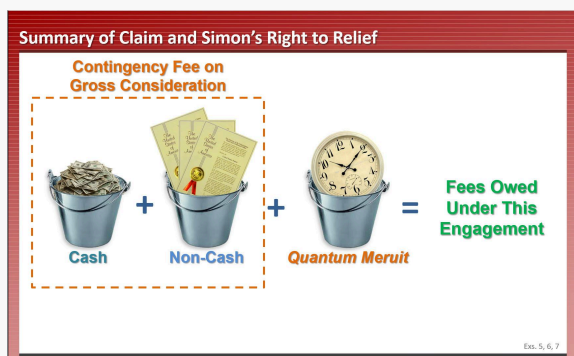 Summary of Claim and Simon's Right to Relief
Contingency Fee on
Gross Consideration
Cash
+
Non-Cash
+
Quantum Meruit
=
Fees Owed
Under This
Engagement
Exs. 5, 6, 7